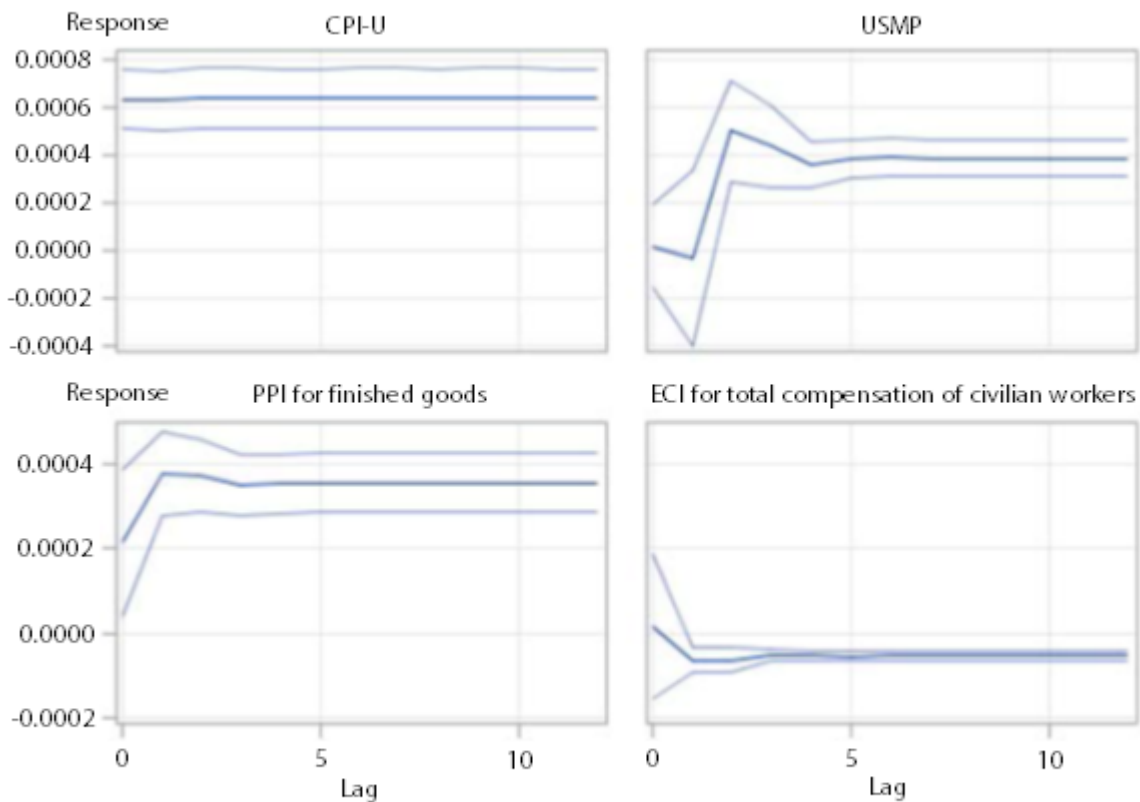 Response CPI-U USMP
0.0008
0.0006
0.0004
0.0002
0.0000
-0.0002
-0.0004
Response PPI for finished goods ECI for total compensation of civilian workers
0.0004
0.0002
0.0000
-0.0002
0 5 10 0 5 10
Lag Lag